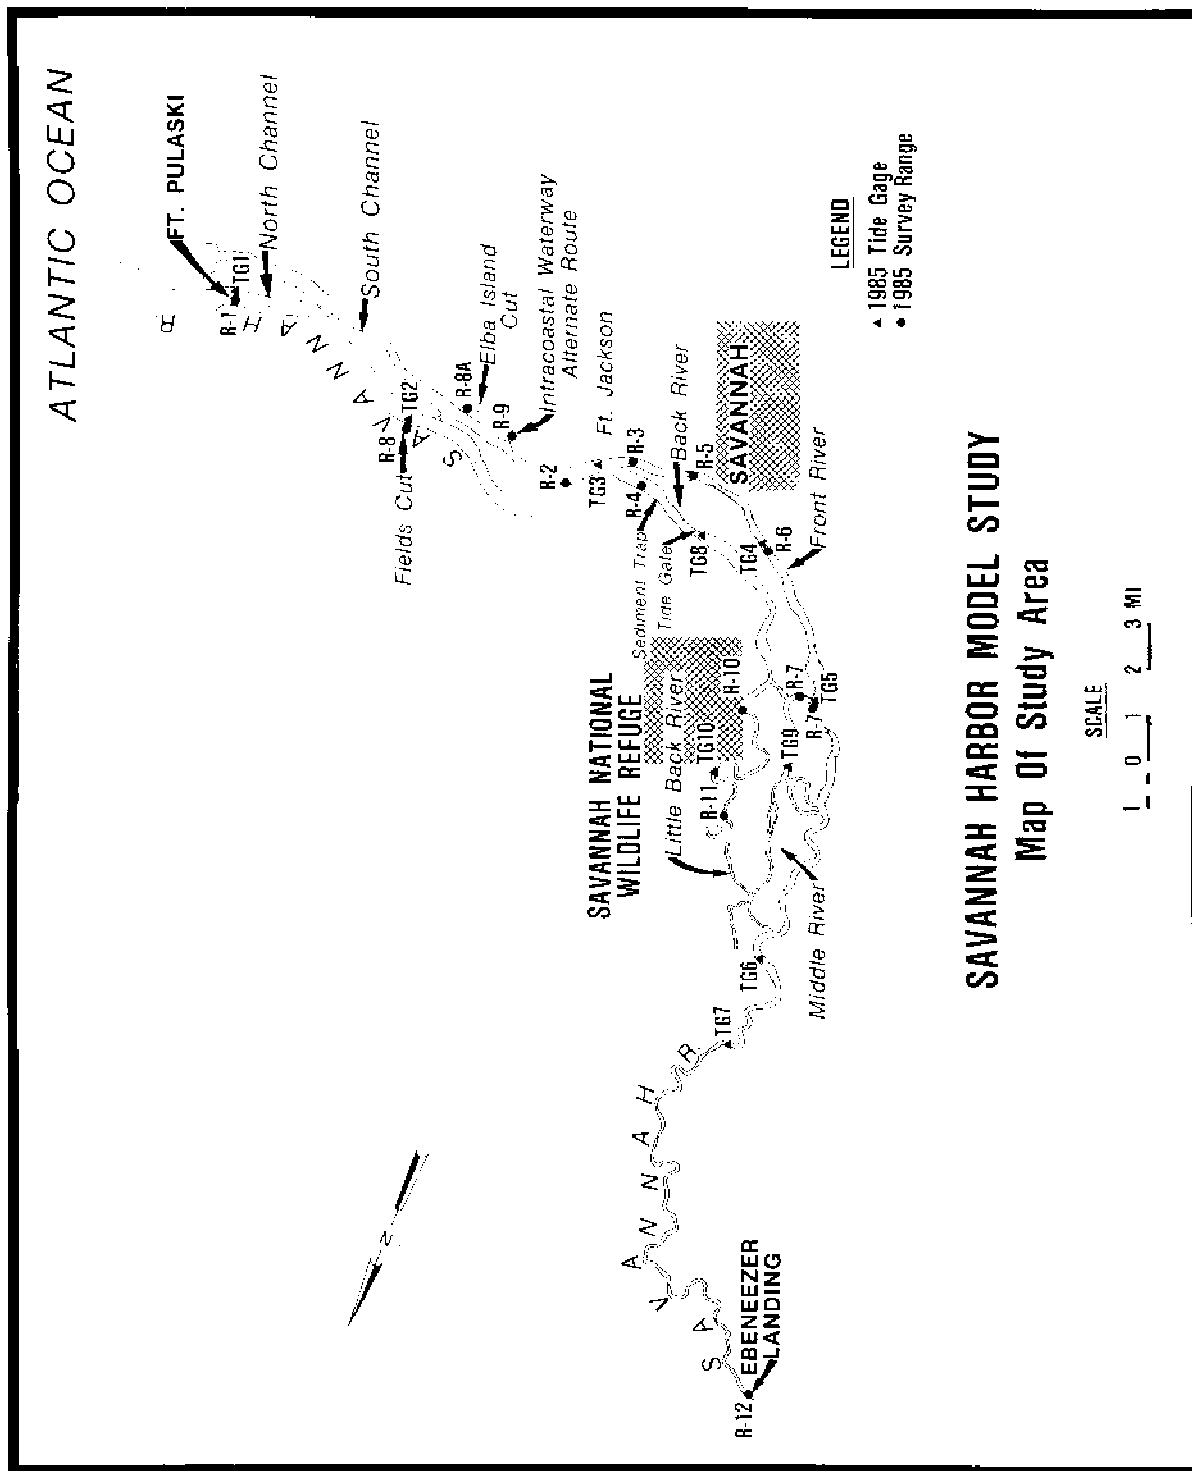 ATLANTIC OCEAN
FT. PULASKI
North Channel
South Channel
R-1
TG1
S A V A N N A H R
Fields Cut
R-8
TG2
R-8A
Elba Island
Cut
R-9
Intracoastal Waterway
Alternate Route
R-2
TG3
Ft. Jackson
R-3
R-4
Back River
R-5
SAVANNAH
Sediment Trap
Tide Gate
TG8
TG4
R-6
Front River
SAVANNAH NATIONAL
WILDLIFE REFUGE
Little Back River
TG10
R-10
R-11
TG9
R-7
R-7
TG5
Middle River
TG6
TG7
S A V A N N A H R
N
R-12
EBENEEZER
LANDING
LEGEND
▲ 1985 Tide Gage
● 1985 Survey Range
SAVANNAH HARBOR MODEL STUDY
Map Of Study Area
SCALE
1 0 1 2 3 MI